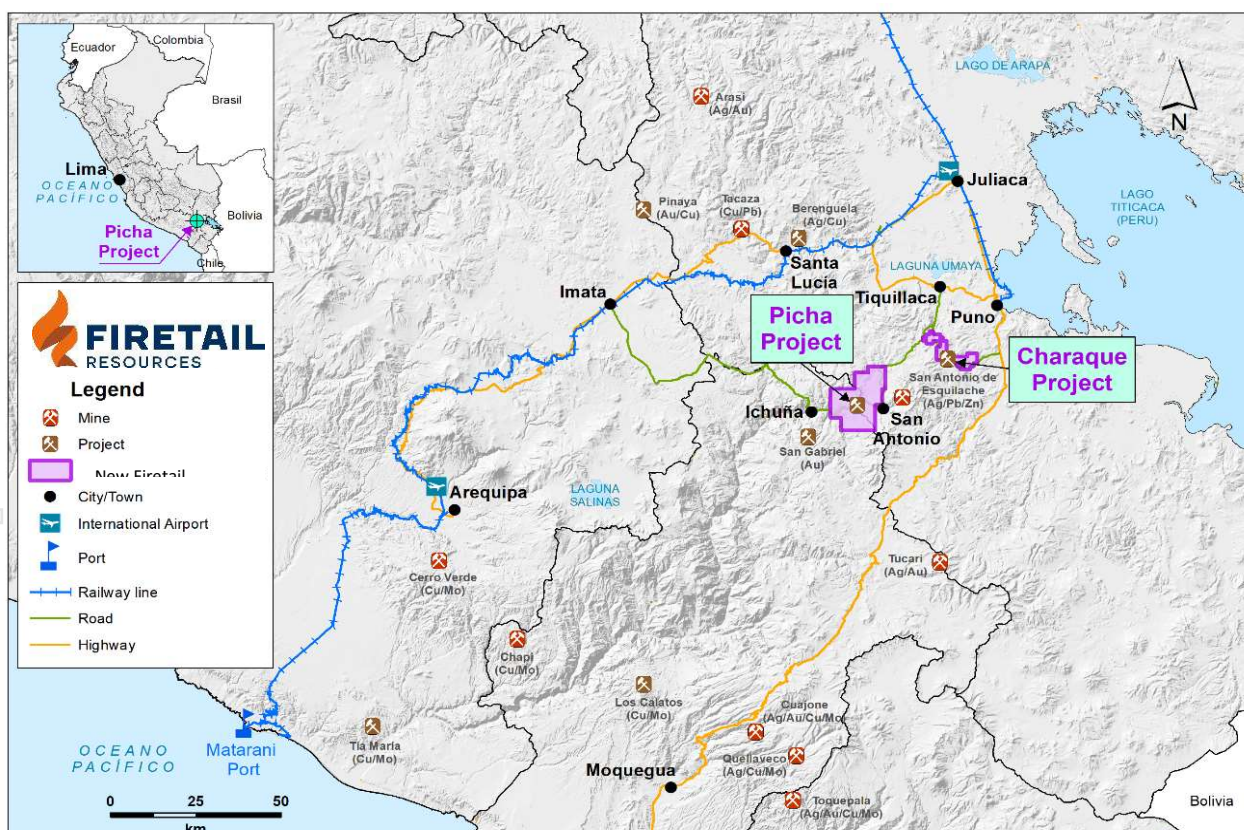 Ecuador
Colombia
Brasil
Lima
OCEANO
PACÍFICO
Bolivia
Picha
Project
Chile
FIRETAIL
RESOURCES
Legend
Mine
Project
New Firetail
City/Town
International Airport
Port
Railway line
Road
Highway
LAGO DE ARAPA
N
Arasi
(Ag/Au)
Juliaca
LAGO
TITICACA
(PERU)
Pinaya
(Au/Cu)
Tacaza
(Cu/Pb)
Berenguela
(Ag/Cu)
Santa
Lucía
LAGUNA UMAYA
Tiquillaca
Imata
Puno
Picha
Project
Charaque
Project
San Antonio de
Esquilache
(Ag/Pb/Zn)
Ichuña
San
Antonio
San Gabriel
(Au)
Arequipa
LAGUNA
SALINAS
Cerro Verde
(Cu/Mo)
Tucari
(Ag/Au)
Chapi
(Cu/Mo)
Los Calatos
(Cu/Mo)
Cuajone
(Ag/Au/Cu/Mo)
Matarani
Port
Tia Maria
(Cu/Mo)
Quellaveco
(Ag/Cu/Mo)
OCEANO
PACÍFICO
Moquegua
Toquepala
(Ag/Au/Cu/Mo)
Bolivia
0 25 50
km